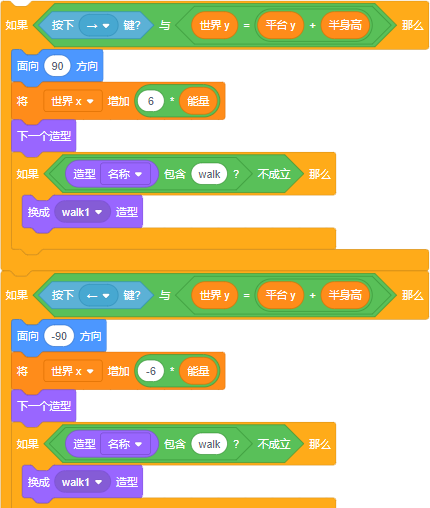 如果 按下 → 键? 与 世界 y = 平台 y + 半身高 那么
面向 90 方向
将 世界 x 增加 6 * 能量
下一个造型
如果 造型 名称 包含 walk ? 不成立 那么
换成 walk1 造型
如果 按下 ← 键? 与 世界 y = 平台 y + 半身高 那么
面向 -90 方向
将 世界 x 增加 -6 * 能量
下一个造型
如果 造型 名称 包含 walk ? 不成立 那么
换成 walk1 造型